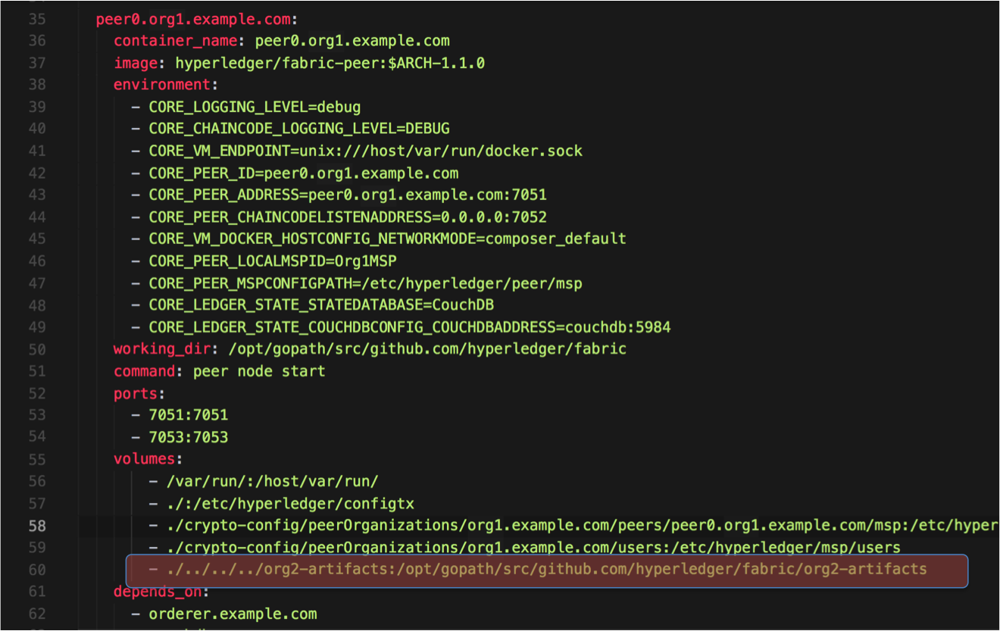 35 peer0.org1.example.com:
36 container_name: peer0.org1.example.com
37 image: hyperledger/fabric-peer:$ARCH-1.1.0
38 environment:
39 - CORE_LOGGING_LEVEL=debug
40 - CORE_CHAINCODE_LOGGING_LEVEL=DEBUG
41 - CORE_VM_ENDPOINT=unix:///host/var/run/docker.sock
42 - CORE_PEER_ID=peer0.org1.example.com
43 - CORE_PEER_ADDRESS=peer0.org1.example.com:7051
44 - CORE_PEER_CHAINCODELISTENADDRESS=0.0.0.0:7052
45 - CORE_VM_DOCKER_HOSTCONFIG_NETWORKMODE=composer_default
46 - CORE_PEER_LOCALMSPID=Org1MSP
47 - CORE_PEER_MSPCONFIGPATH=/etc/hyperledger/peer/msp
48 - CORE_LEDGER_STATE_STATEDATABASE=CouchDB
49 - CORE_LEDGER_STATE_COUCHDBCONFIG_COUCHDBADDRESS=couchdb:5984
50 working_dir: /opt/gopath/src/github.com/hyperledger/fabric
51 command: peer node start
52 ports:
53 - 7051:7051
54 - 7053:7053
55 volumes:
56 - /var/run/:/host/var/run/
57 - ./:/etc/hyperledger/configtx
58 - ./crypto-config/peerOrganizations/org1.example.com/peers/peer0.org1.example.com/msp:/etc/hyper
59 - ./crypto-config/peerOrganizations/org1.example.com/users:/etc/hyperledger/msp/users
60 - ./../../../org2-artifacts:/opt/gopath/src/github.com/hyperledger/fabric/org2-artifacts
61 depends_on:
62 - orderer.example.com